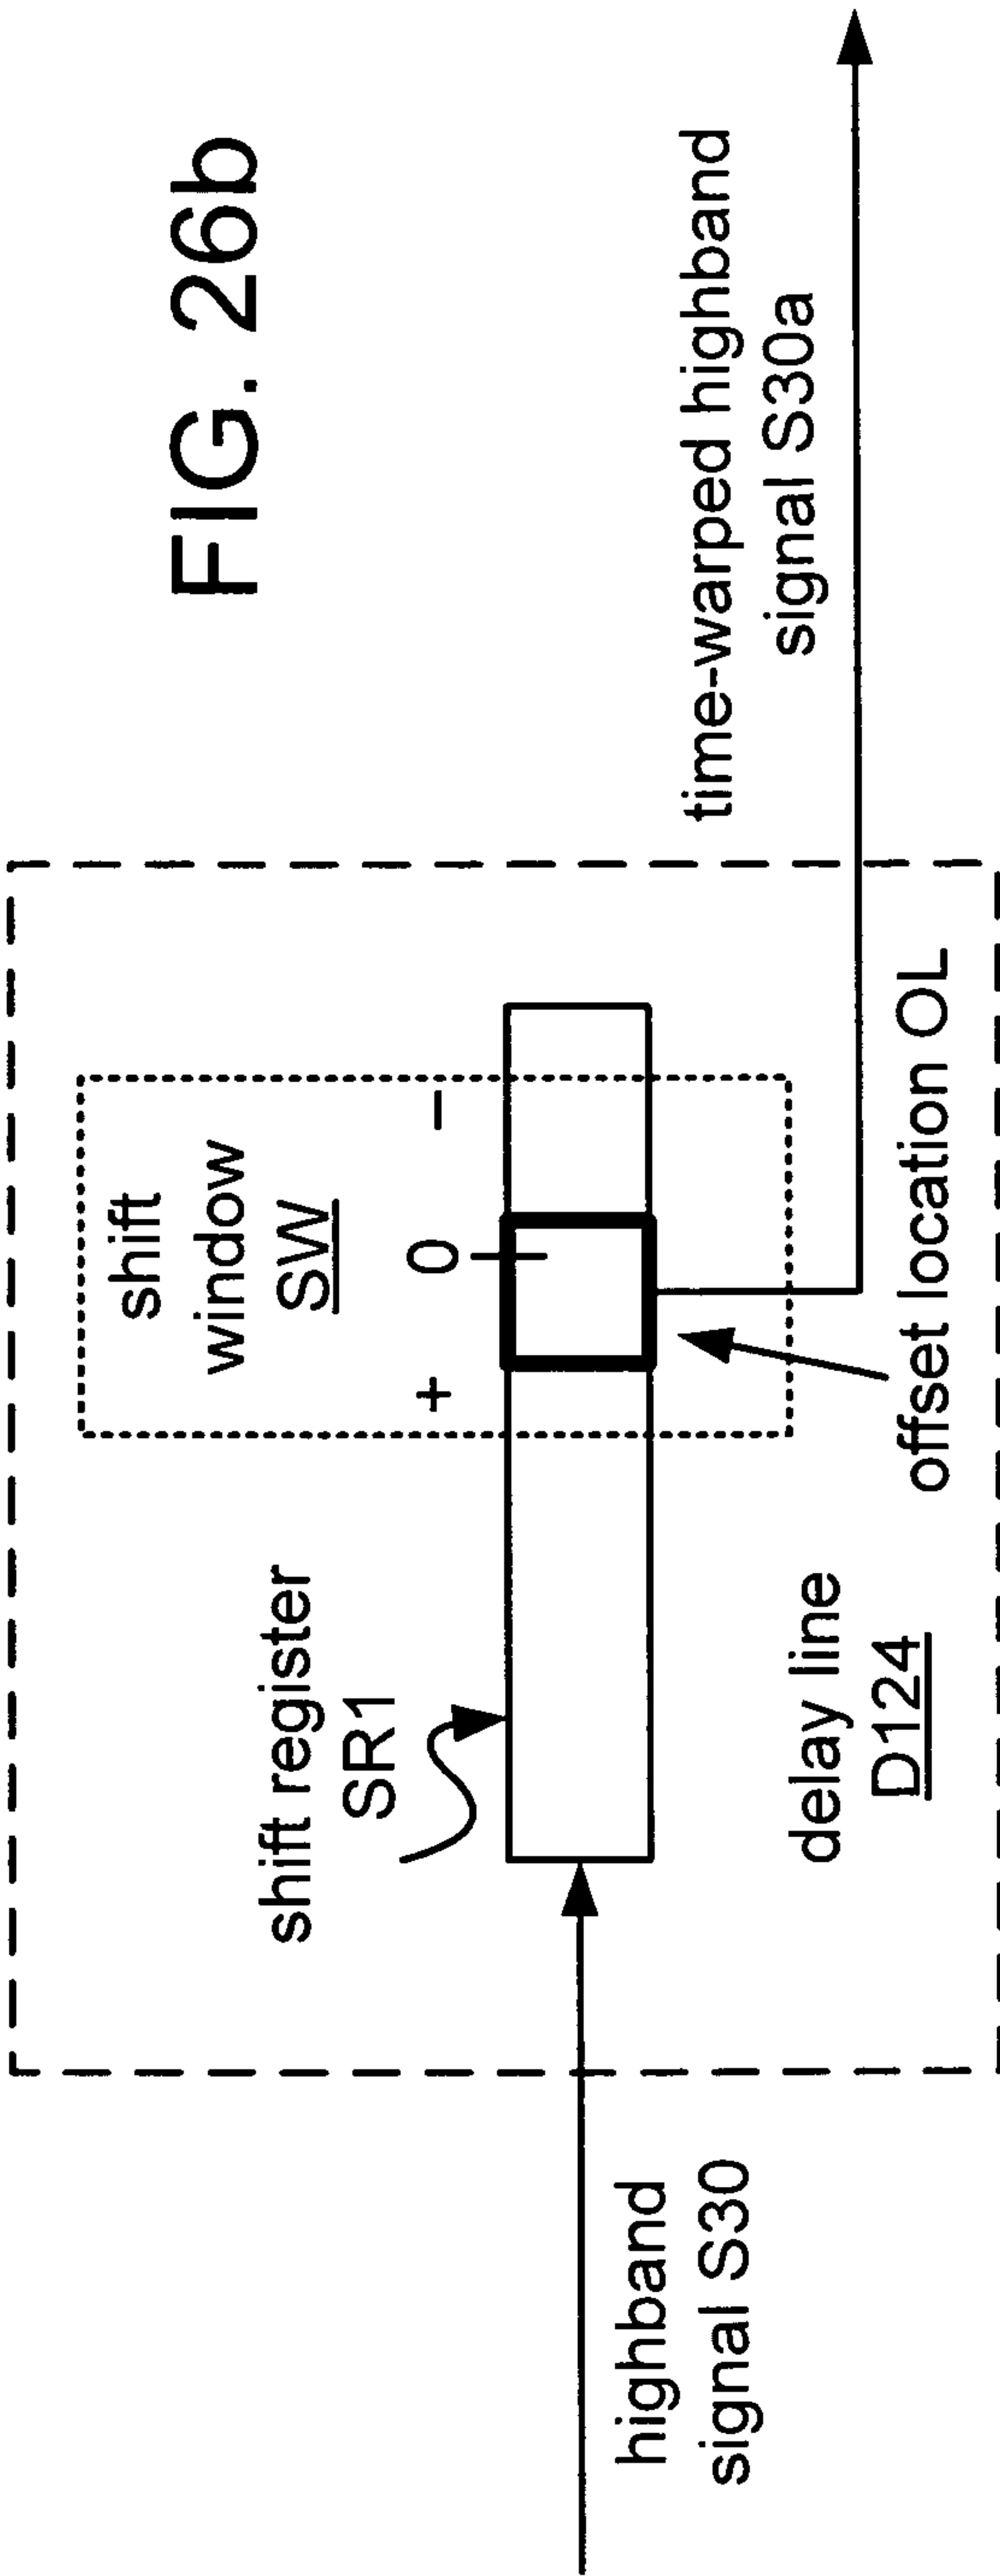 FIG. 26b
shift
window
SW
+
0
–
shift register
SR1
highband
signal S30
time-warped highband
signal S30a
delay line
D124
offset location OL